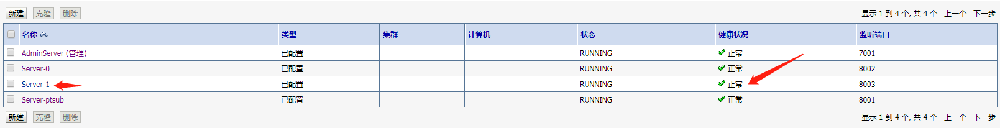 新建 克隆 删除 显示 1 到 4 个, 共 4 个 上一个 | 下一步
名称 类型 集群 计算机 状态 健康状况 监听端口
AdminServer (管理) 已配置 RUNNING 正常 7001
Server-0 已配置 RUNNING 正常 8002
Server-1 已配置 RUNNING 正常 8003
Server-ptsub 已配置 RUNNING 正常 8001
新建 克隆 删除 显示 1 到 4 个, 共 4 个 上一个 | 下一步